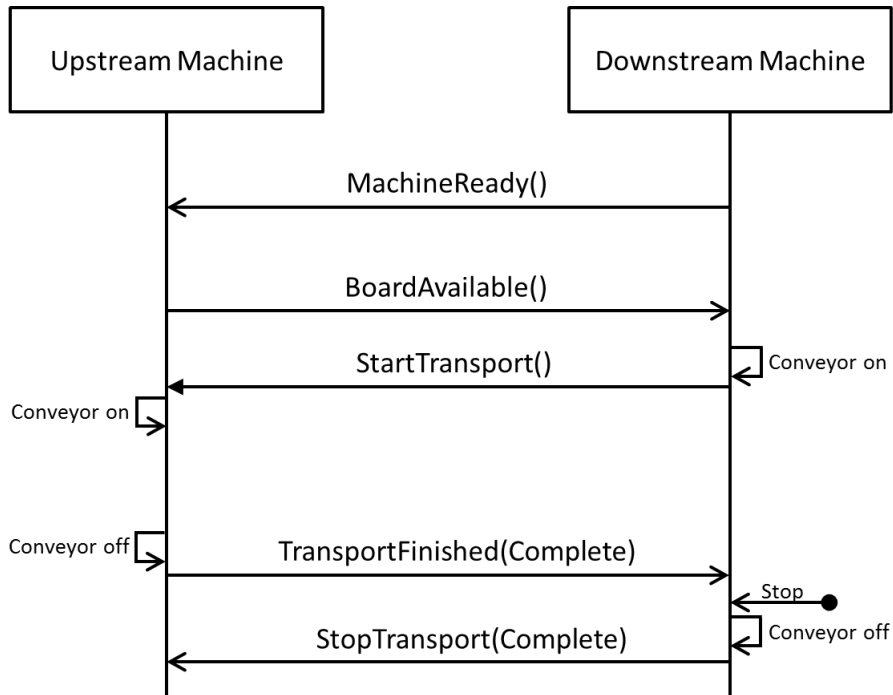 Upstream Machine
Downstream Machine
MachineReady()
BoardAvailable()
StartTransport()
Conveyor on
Conveyor on
Conveyor off
TransportFinished(Complete)
Stop
StopTransport(Complete)
Conveyor off